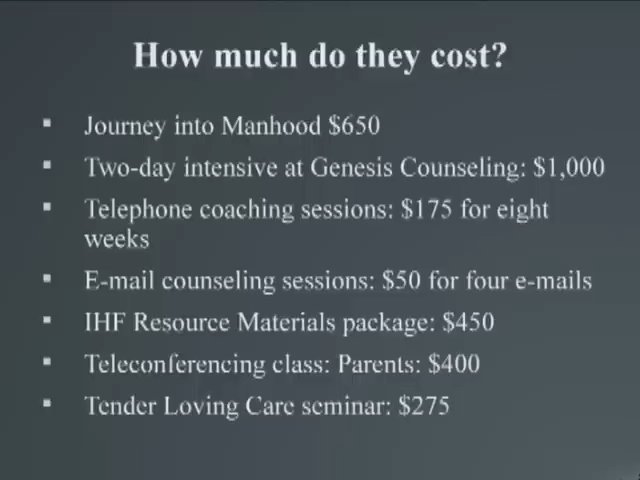 How much do they cost?
Journey into Manhood $650
Two-day intensive at Genesis Counseling: $1,000
Telephone coaching sessions: $175 for eight
weeks
E-mail counseling sessions: $50 for four e-mails
IHF Resource Materials package: $450
Teleconferencing class: Parents: $400
Tender Loving Care seminar: $275